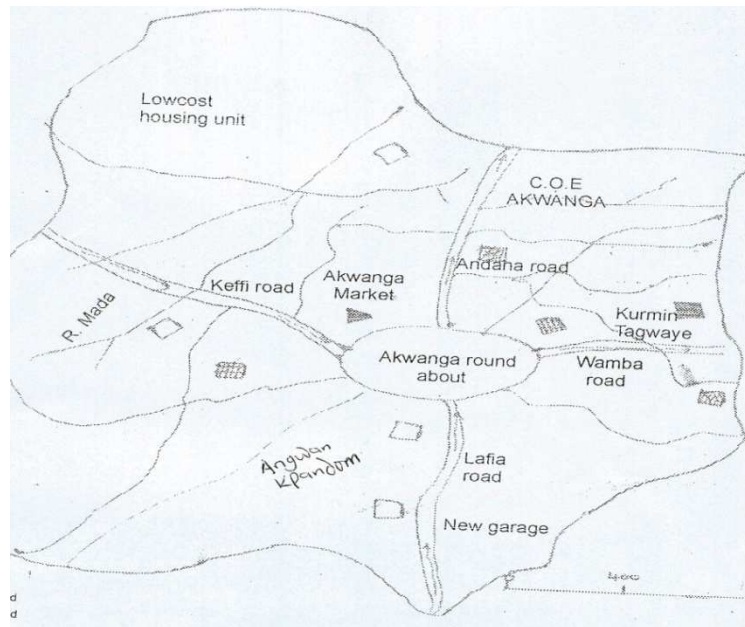 Lowcost
housing unit
C.O.E
AKWANGA
Andaha road
Keffi road
Akwanga
Market
R. Mada
Kurmin
Tagwaye
Akwanga round
about
Wamba
road
Angwan
Kpandom
Lafia
road
New garage
400
d
d